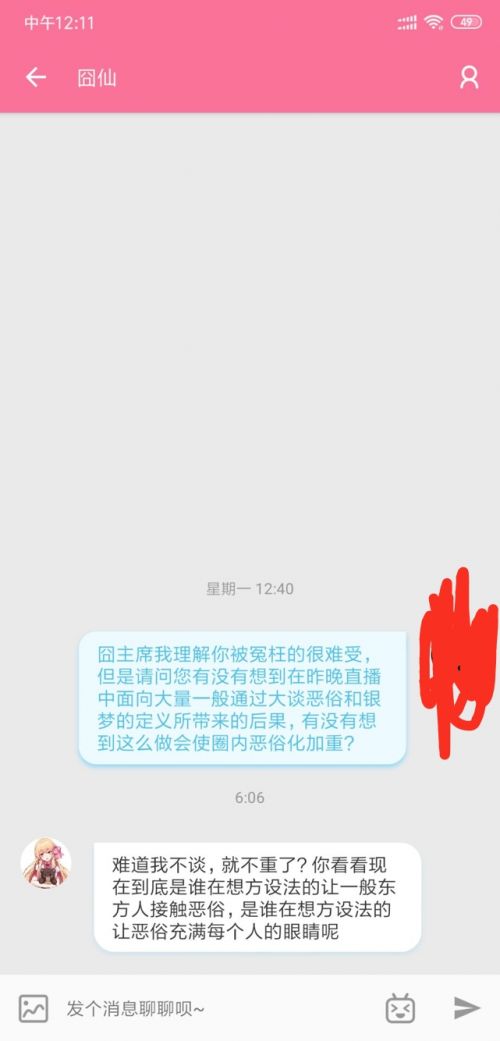 中午12:11
49
囧仙
星期一 12:40
囧主席我理解你被冤枉的很难受，
但是请问您有没有想到在昨晚直播
中面向大量一般通过大谈恶俗和银
梦的定义所带来的后果，有没有想
到这么做会使圈内恶俗化加重?
6:06
难道我不谈，就不重了? 你看看现
在到底是谁在想方设法的让一般东
方人接触恶俗，是谁在想方设法的
让恶俗充满每个人的眼睛呢
发个消息聊聊呗~